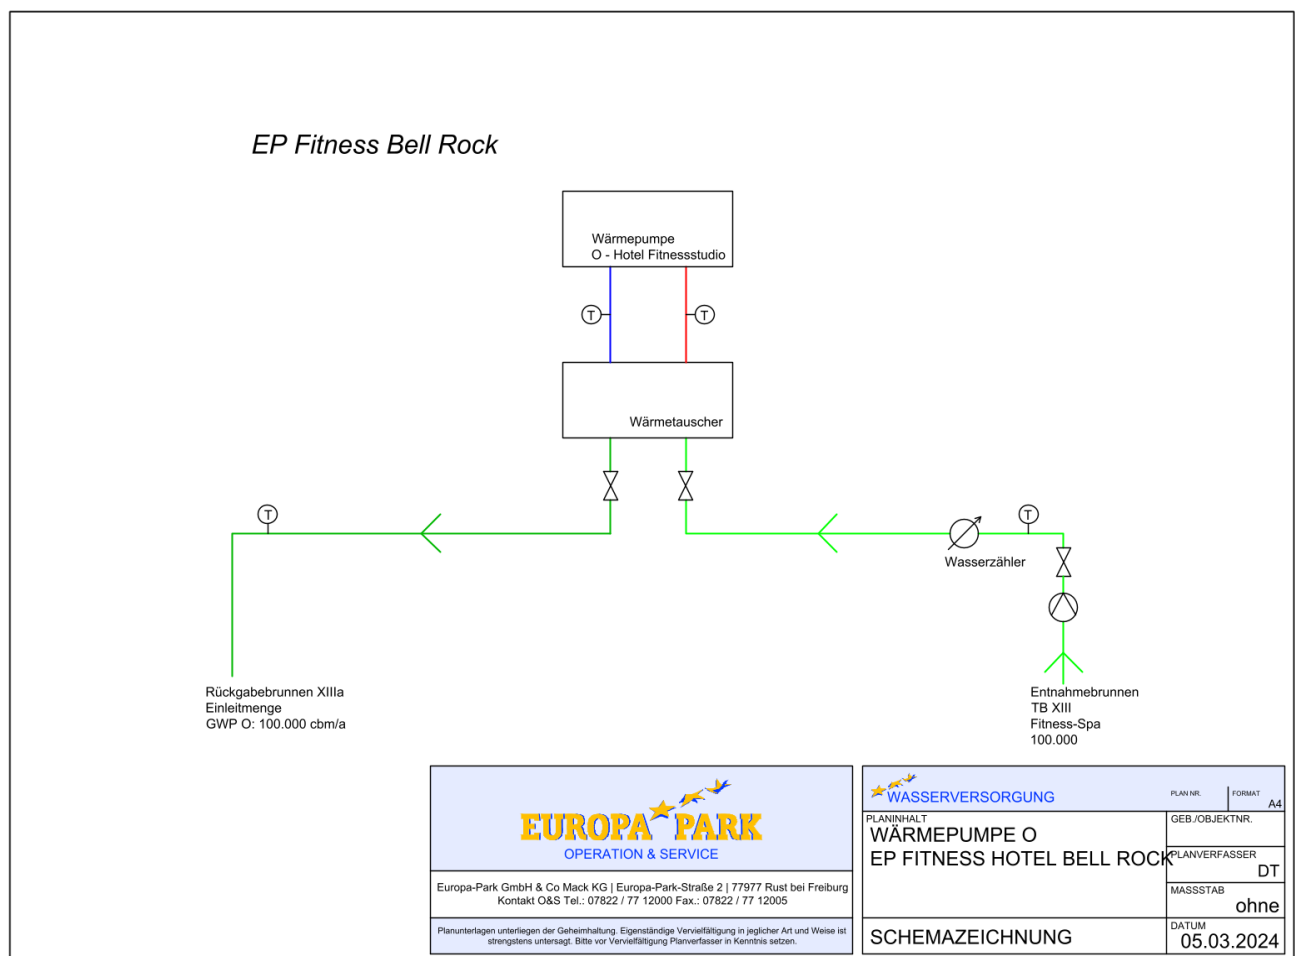 EP Fitness Bell Rock
Wärmepumpe
O - Hotel Fitnessstudio
T
T
Wärmetauscher
T
T
Wasserzähler
Rückgabebrunnen XIIIa
Einleitmenge
GWP O: 100.000 cbm/a
Entnahmebrunnen
TB XIII
Fitness-Spa
100.000
EUROPA PARK
OPERATION & SERVICE
Europa-Park GmbH & Co Mack KG | Europa-Park-Straße 2 | 77977 Rust bei Freiburg
Kontakt O&S Tel.: 07822 / 77 12000 Fax.: 07822 / 77 12005
Planunterlagen unterliegen der Geheimhaltung. Eigenständige Vervielfältigung in jeglicher Art und Weise ist
strengstens untersagt. Bitte vor Vervielfältigung Planverfasser in Kenntnis setzen.
WASSERVERSORGUNG
PLAN NR.
FORMAT
A4
PLANINHALT
WÄRMEPUMPE O
EP FITNESS HOTEL BELL ROCK
GEB./OBJEKTNR.
PLANVERFASSER
DT
MASSSTAB
ohne
SCHEMAZEICHNUNG
DATUM
05.03.2024